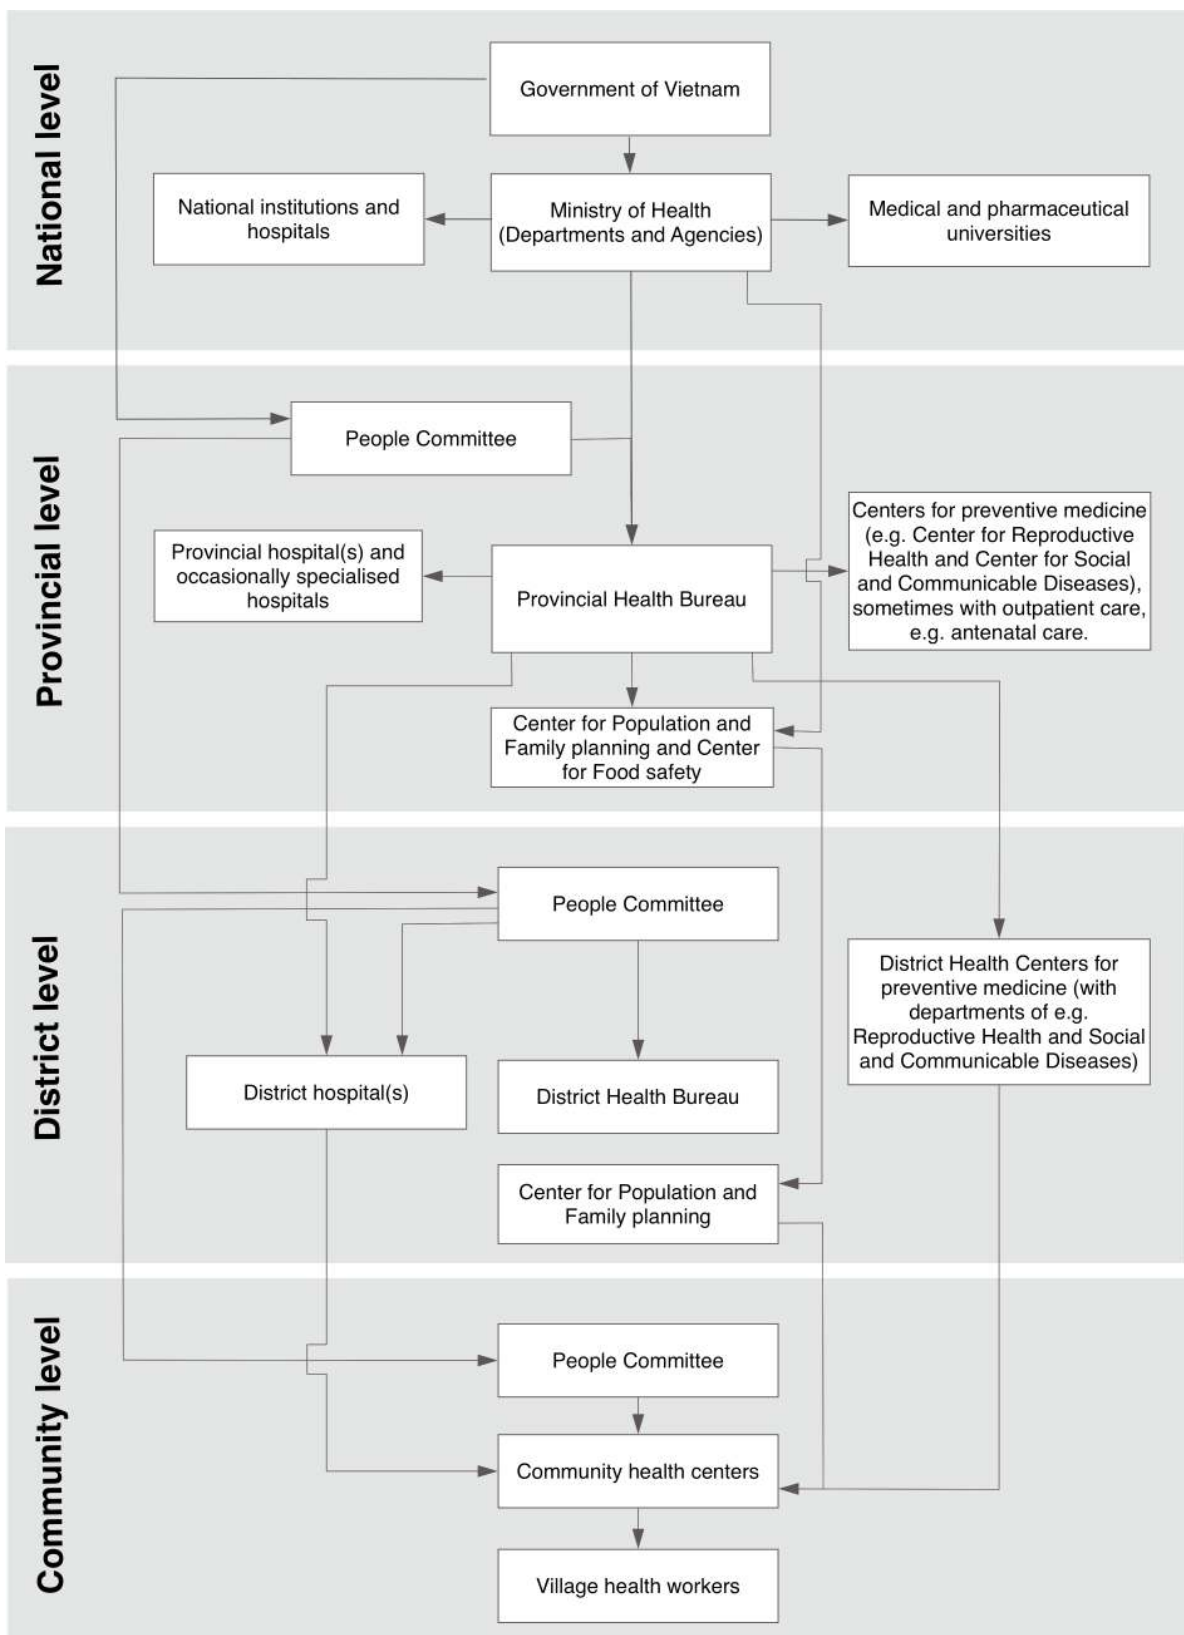 National level
Government of Vietnam
National institutions and
hospitals
Ministry of Health
(Departments and Agencies)
Medical and pharmaceutical
universities
Provincial level
People Committee
Provincial hospital(s) and
occasionally specialised
hospitals
Provincial Health Bureau
Centers for preventive medicine
(e.g. Center for Reproductive
Health and Center for Social
and Communicable Diseases),
sometimes with outpatient care,
e.g. antenatal care.
Center for Population and
Family planning and Center
for Food safety
District level
People Committee
District Health Centers for
preventive medicine (with
departments of e.g.
Reproductive Health and Social
and Communicable Diseases)
District hospital(s)
District Health Bureau
Center for Population and
Family planning
Community level
People Committee
Community health centers
Village health workers